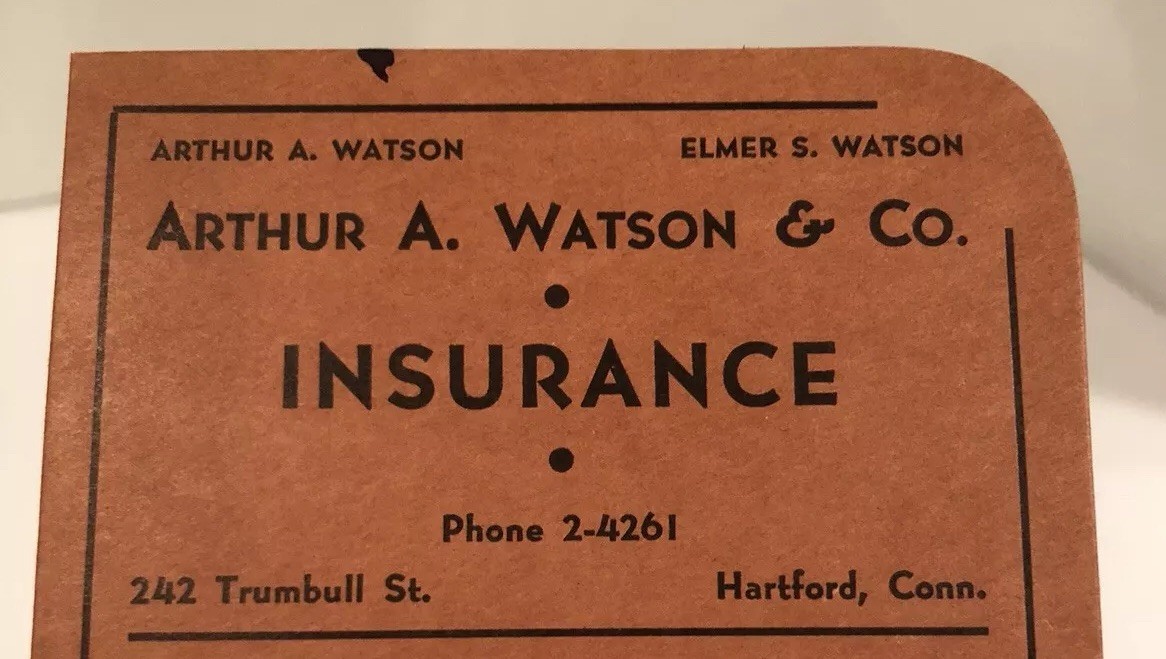 ARTHUR A. WATSON ELMER S. WATSON
ARTHUR A. WATSON & CO.
INSURANCE
Phone 2-4261
242 Trumbull St. Hartford, Conn.